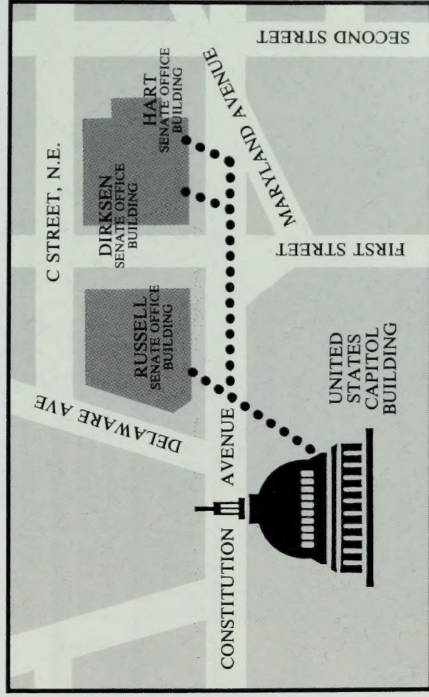 SECOND STREET
MARYLAND AVENUE
HART
SENATE OFFICE
BUILDING
C STREET, N.E.
DIRKSEN
SENATE OFFICE
BUILDING
FIRST STREET
RUSSELL
SENATE OFFICE
BUILDING
DELAWARE AVE
UNITED
STATES
CAPITOL
BUILDING
CONSTITUTION AVENUE